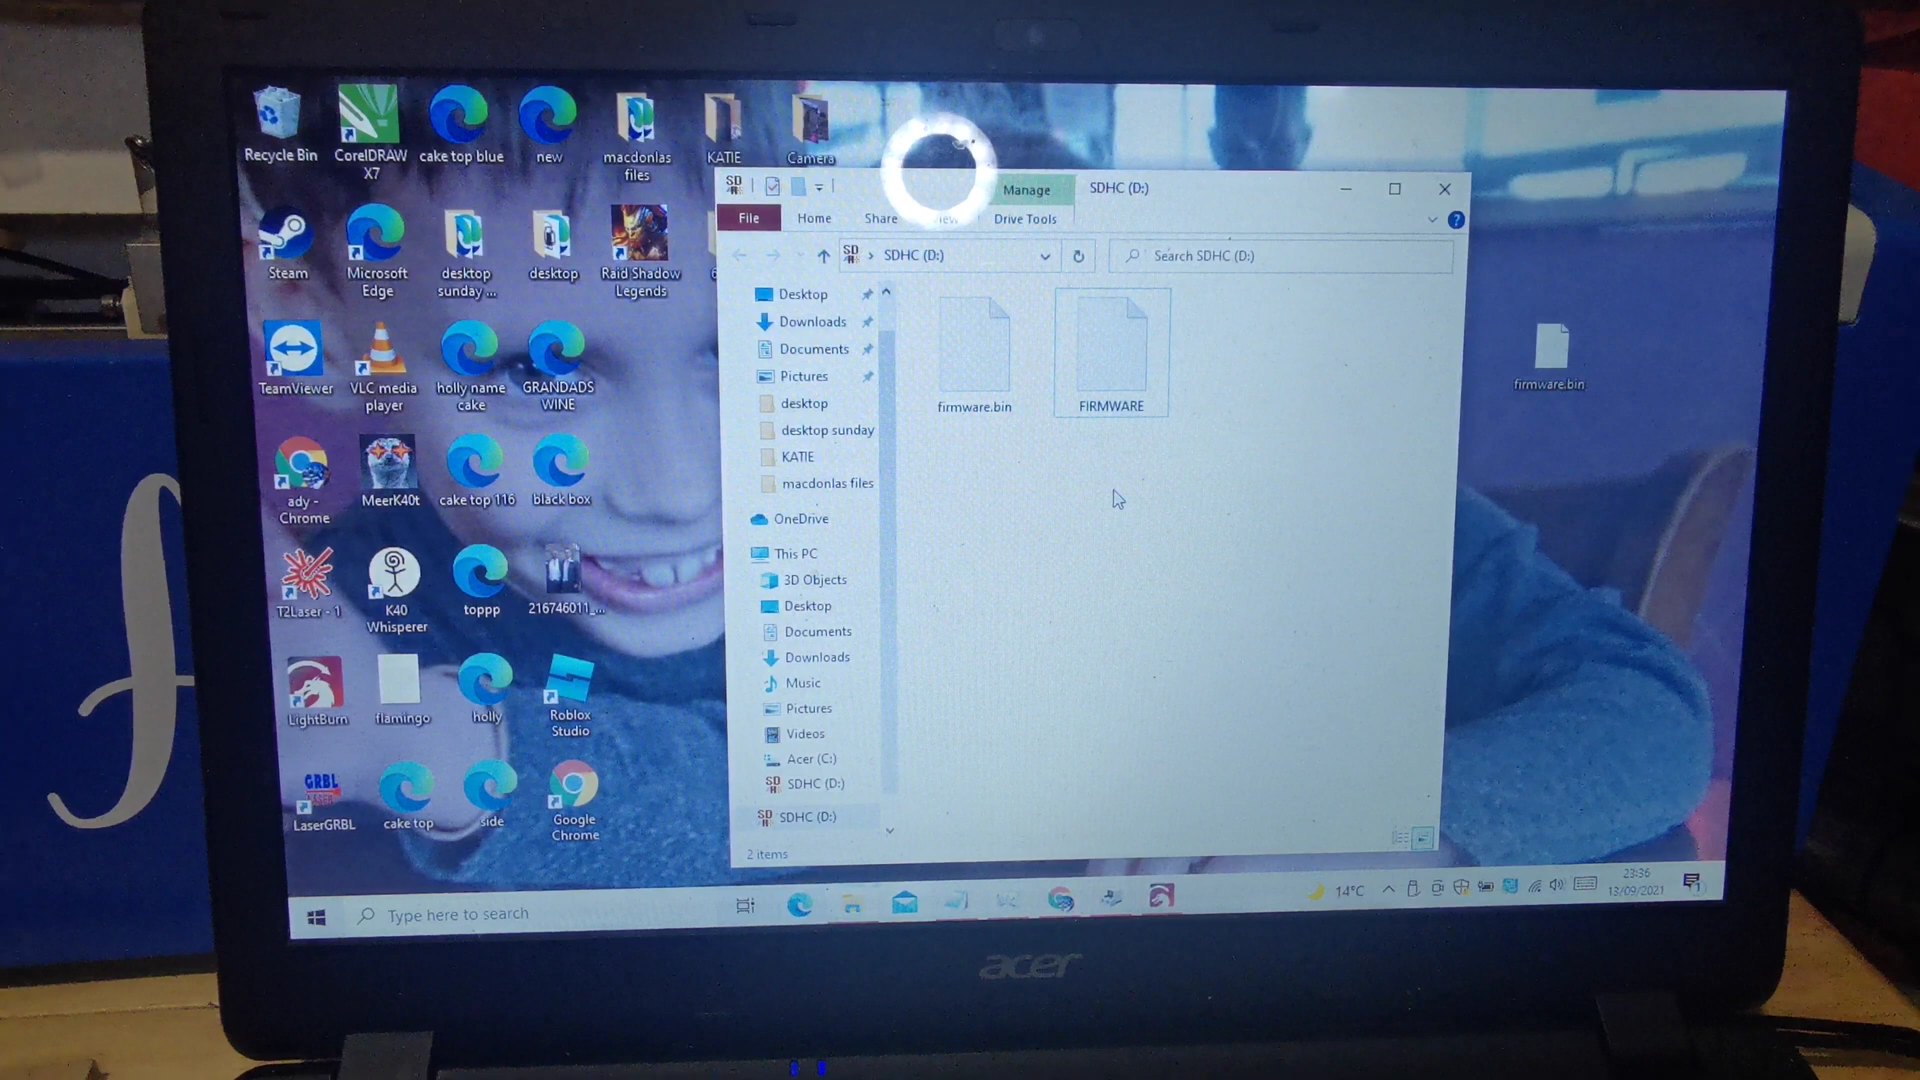 Recycle Bin
CorelDRAW
X7
cake top blue
new
macdonlas
files
KATIE
Camera
Steam
Microsoft
Edge
desktop
sunday ...
desktop
Raid Shadow
Legends
TeamViewer
VLC media
player
holly name
cake
GRANDADS
WINE
ady -
Chrome
MeerK40t
cake top 116
black box
T2Laser - 1
K40
Whisperer
toppp
216746011_...
LightBurn
flamingo
holly
Roblox
Studio
GRBL
LASER
LaserGRBL
cake top
side
Google
Chrome
firmware.bin
Manage
SDHC (D:)
File
Home
Share
View
Drive Tools
SDHC (D:)
Search SDHC (D:)
Desktop
Downloads
Documents
Pictures
desktop
desktop sunday
KATIE
macdonlas files
OneDrive
This PC
3D Objects
Desktop
Documents
Downloads
Music
Pictures
Videos
Acer (C:)
SDHC (D:)
SDHC (D:)
firmware.bin
FIRMWARE
2 items
Type here to search
14°C
23:36
13/09/2021
acer